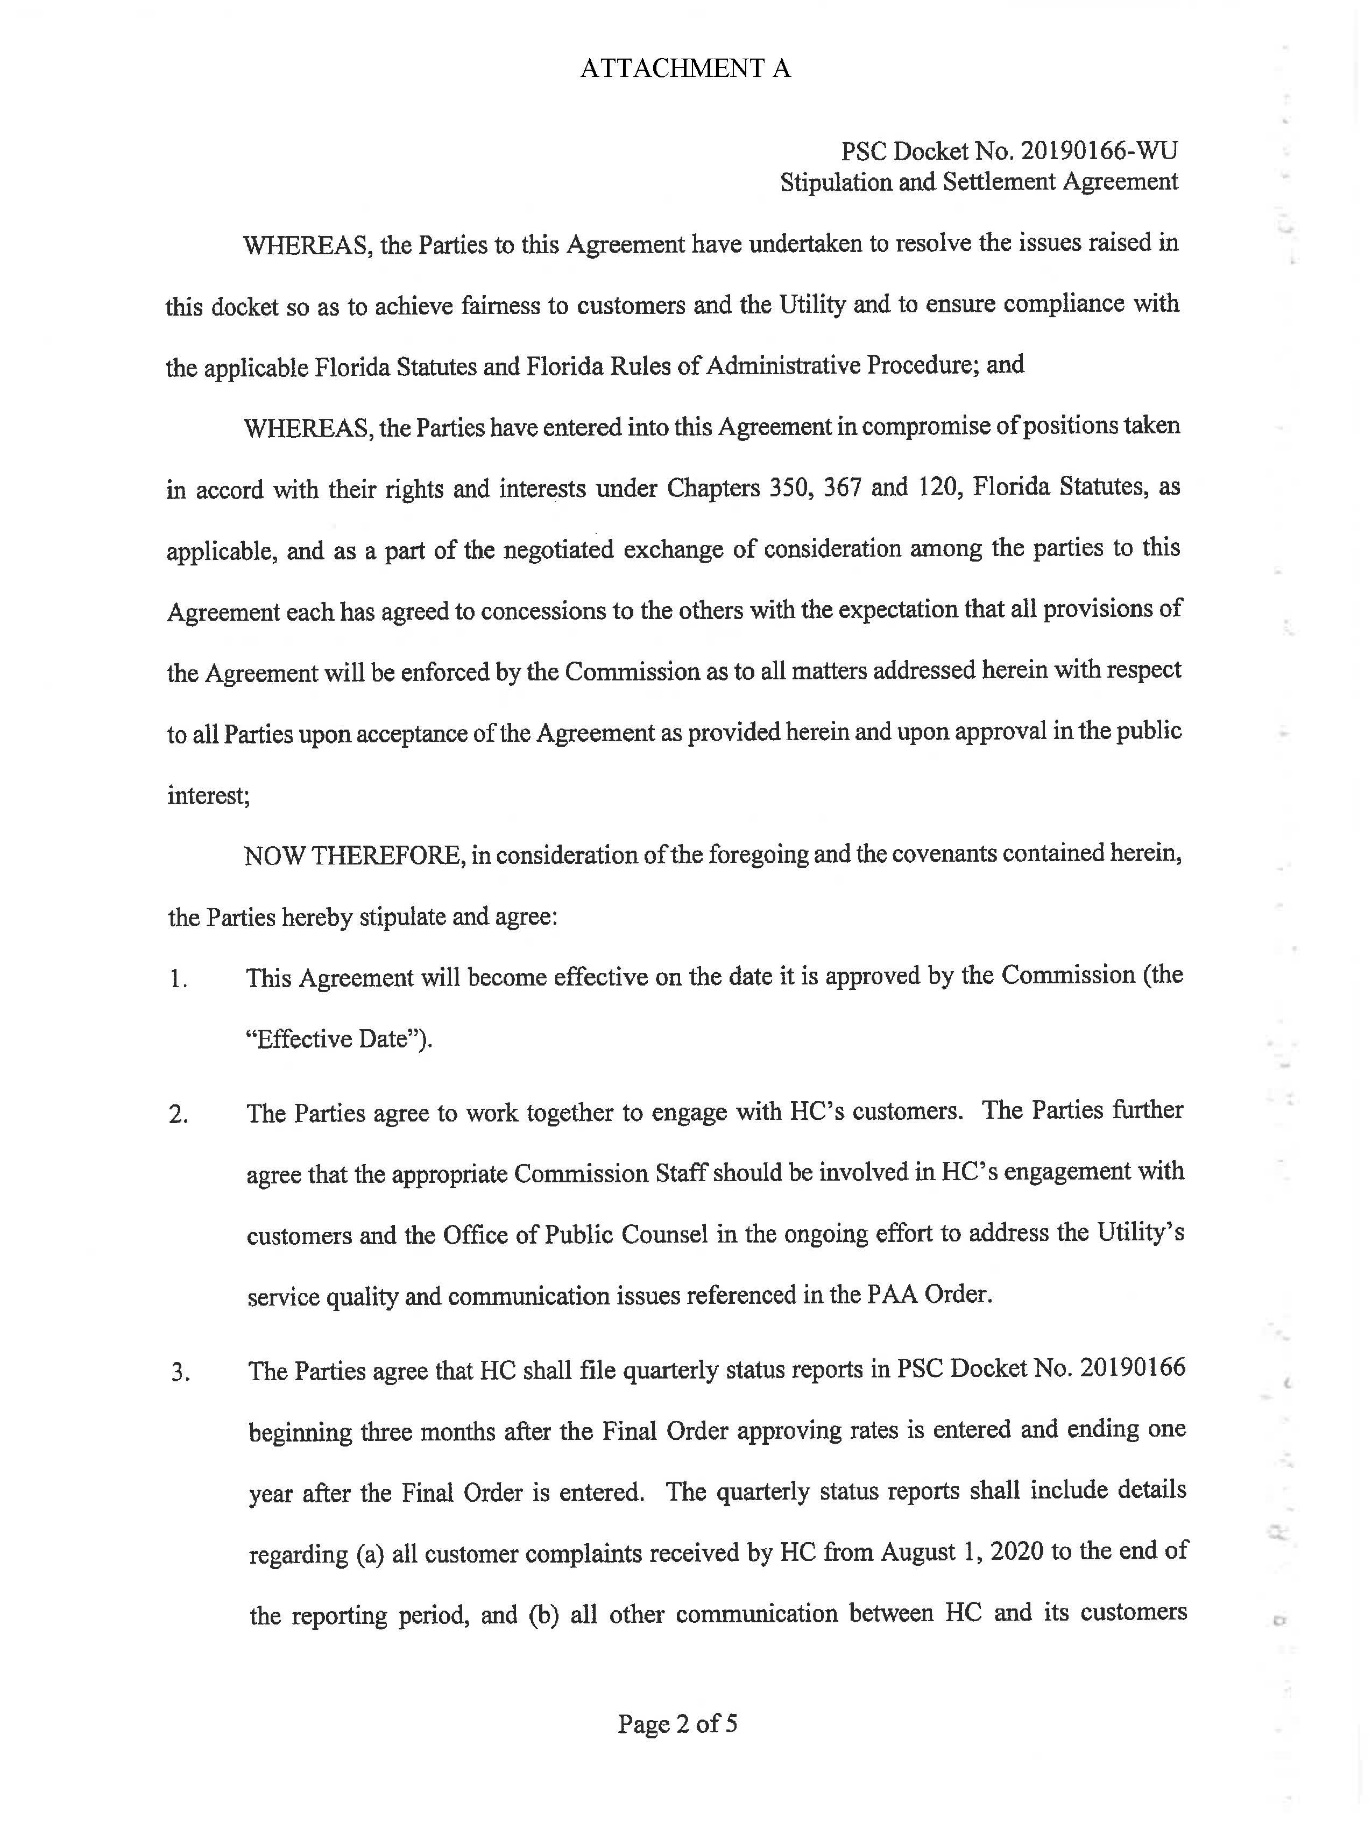 ATTACHMENT A
PSC Docket No. 20190166-WU
Stipulation and Settlement Agreement
WHEREAS, the Parties to this Agreement have undertaken to resolve the issues raised in
this docket so as to achieve fairness to customers and the Utility and to ensure compliance with
the applicable Florida Statutes and Florida Rules of Administrative Procedure; and
WHEREAS, the Parties have entered into this Agreement in compromise of positions taken
in accord with their rights and interests under Chapters 350, 367 and 120, Florida Statutes, as
applicable, and as a part of the negotiated exchange of consideration among the parties to this
Agreement each has agreed to concessions to the others with the expectation that all provisions of
the Agreement will be enforced by the Commission as to all matters addressed herein with respect
to all Parties upon acceptance of the Agreement as provided herein and upon approval in the public
interest;
NOW THEREFORE, in consideration of the foregoing and the covenants contained herein,
the Parties hereby stipulate and agree:
1. This Agreement will become effective on the date it is approved by the Commission (the
“Effective Date”).
2. The Parties agree to work together to engage with HC’s customers. The Parties further
agree that the appropriate Commission Staff should be involved in HC’s engagement with
customers and the Office of Public Counsel in the ongoing effort to address the Utility’s
service quality and communication issues referenced in the PAA Order.
3. The Parties agree that HC shall file quarterly status reports in PSC Docket No. 20190166
beginning three months after the Final Order approving rates is entered and ending one
year after the Final Order is entered. The quarterly status reports shall include details
regarding (a) all customer complaints received by HC from August 1, 2020 to the end of
the reporting period, and (b) all other communication between HC and its customers
Page 2 of 5